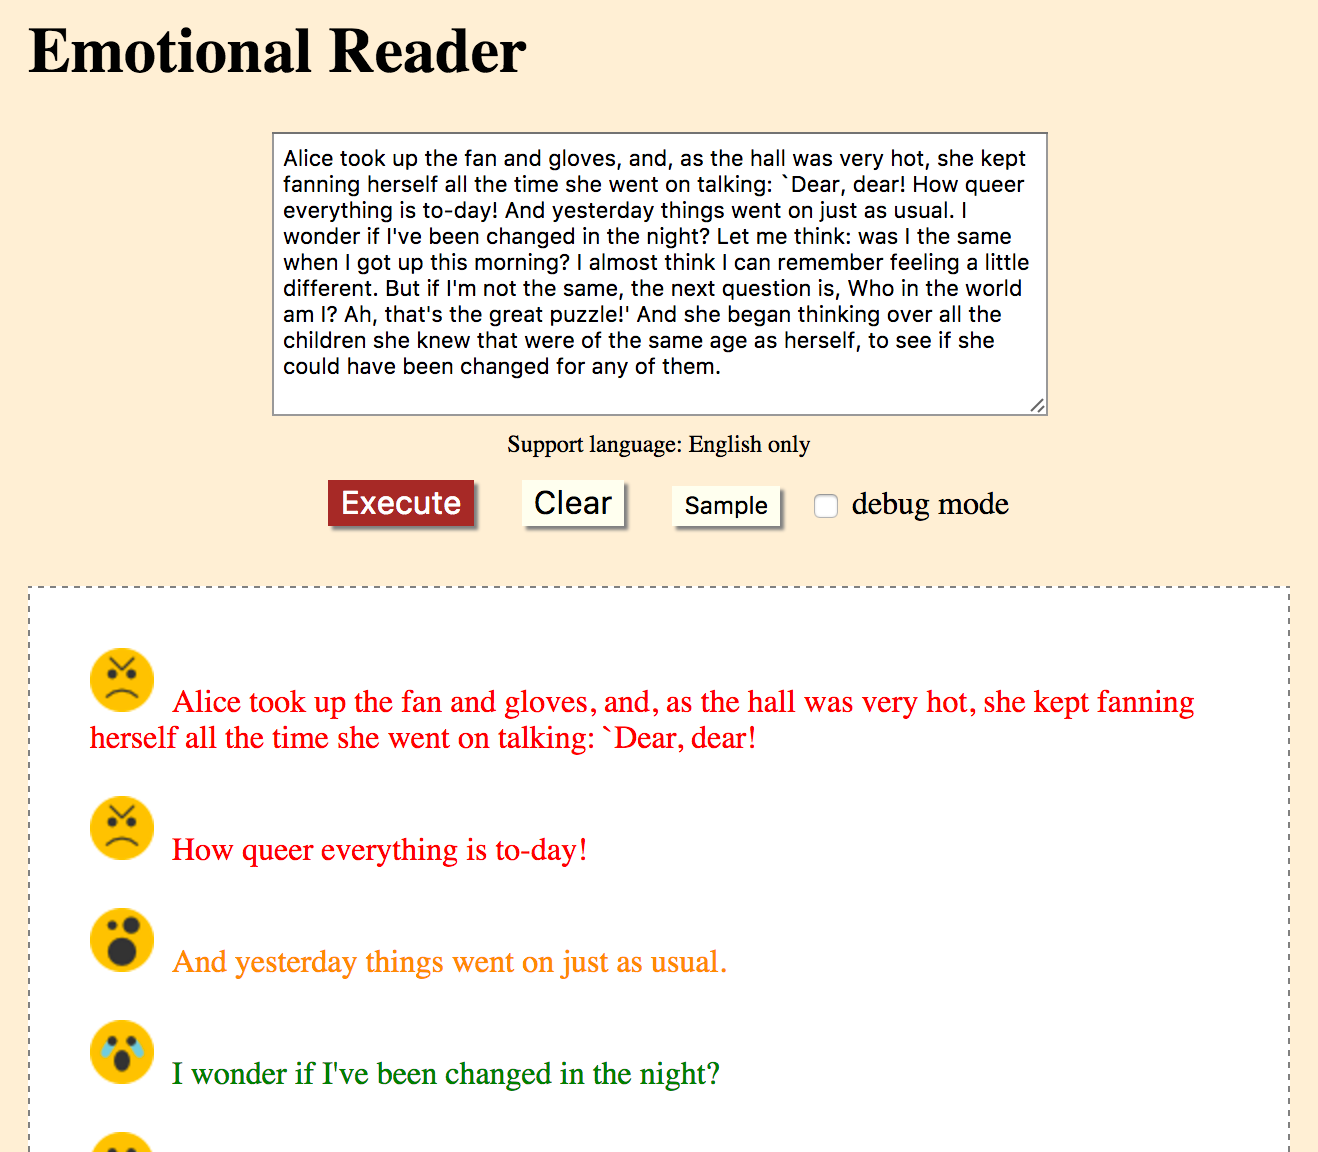 Emotional Reader
Alice took up the fan and gloves, and, as the hall was very hot, she kept
fanning herself all the time she went on talking: `Dear, dear! How queer
everything is to-day! And yesterday things went on just as usual. I
wonder if I've been changed in the night? Let me think: was I the same
when I got up this morning? I almost think I can remember feeling a little
different. But if I'm not the same, the next question is, Who in the world
am I? Ah, that's the great puzzle!' And she began thinking over all the
children she knew that were of the same age as herself, to see if she
could have been changed for any of them.
Support language: English only
Execute Clear Sample debug mode
Alice took up the fan and gloves, and, as the hall was very hot, she kept fanning
herself all the time she went on talking: `Dear, dear!
How queer everything is to-day!
And yesterday things went on just as usual.
I wonder if I've been changed in the night?